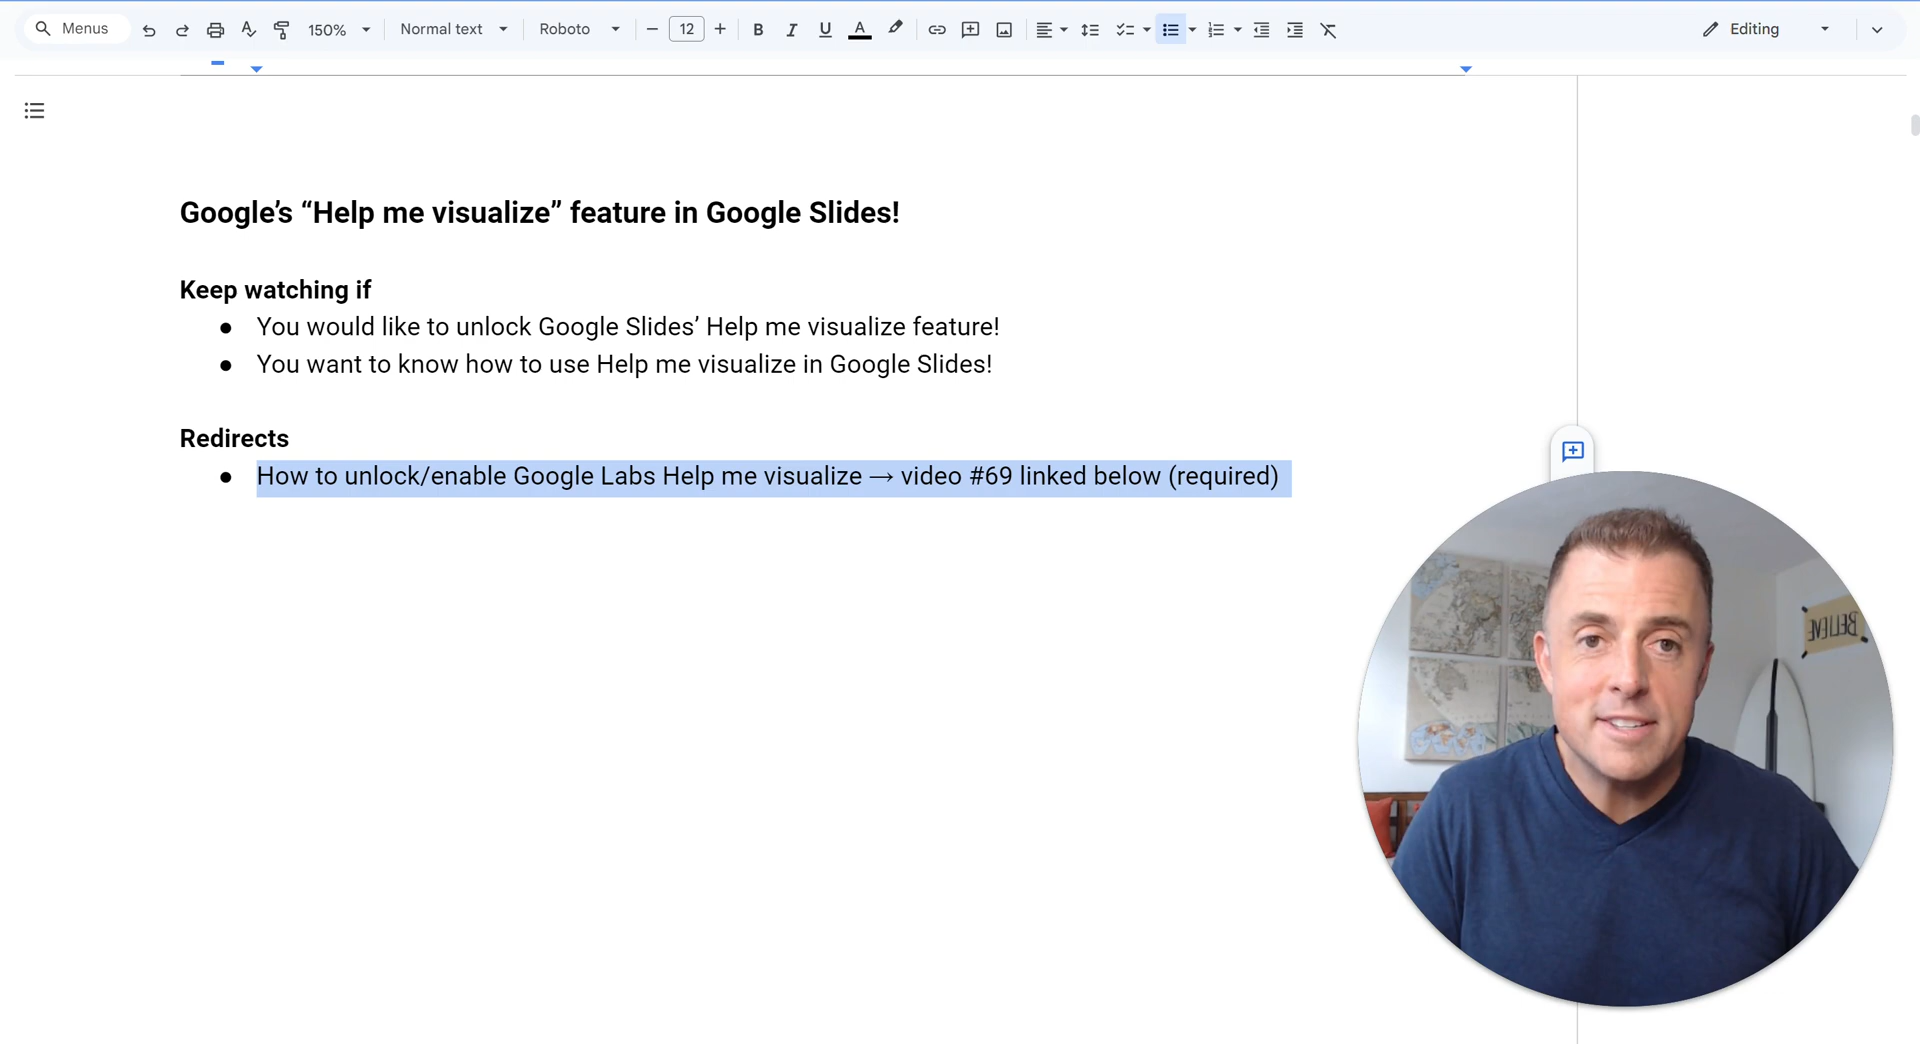 Menus 150% Normal text Roboto 12 B I U A Editing
Google’s “Help me visualize” feature in Google Slides!
Keep watching if
● You would like to unlock Google Slides’ Help me visualize feature!
● You want to know how to use Help me visualize in Google Slides!
Redirects
● How to unlock/enable Google Labs Help me visualize → video #69 linked below (required)
BELIEVE